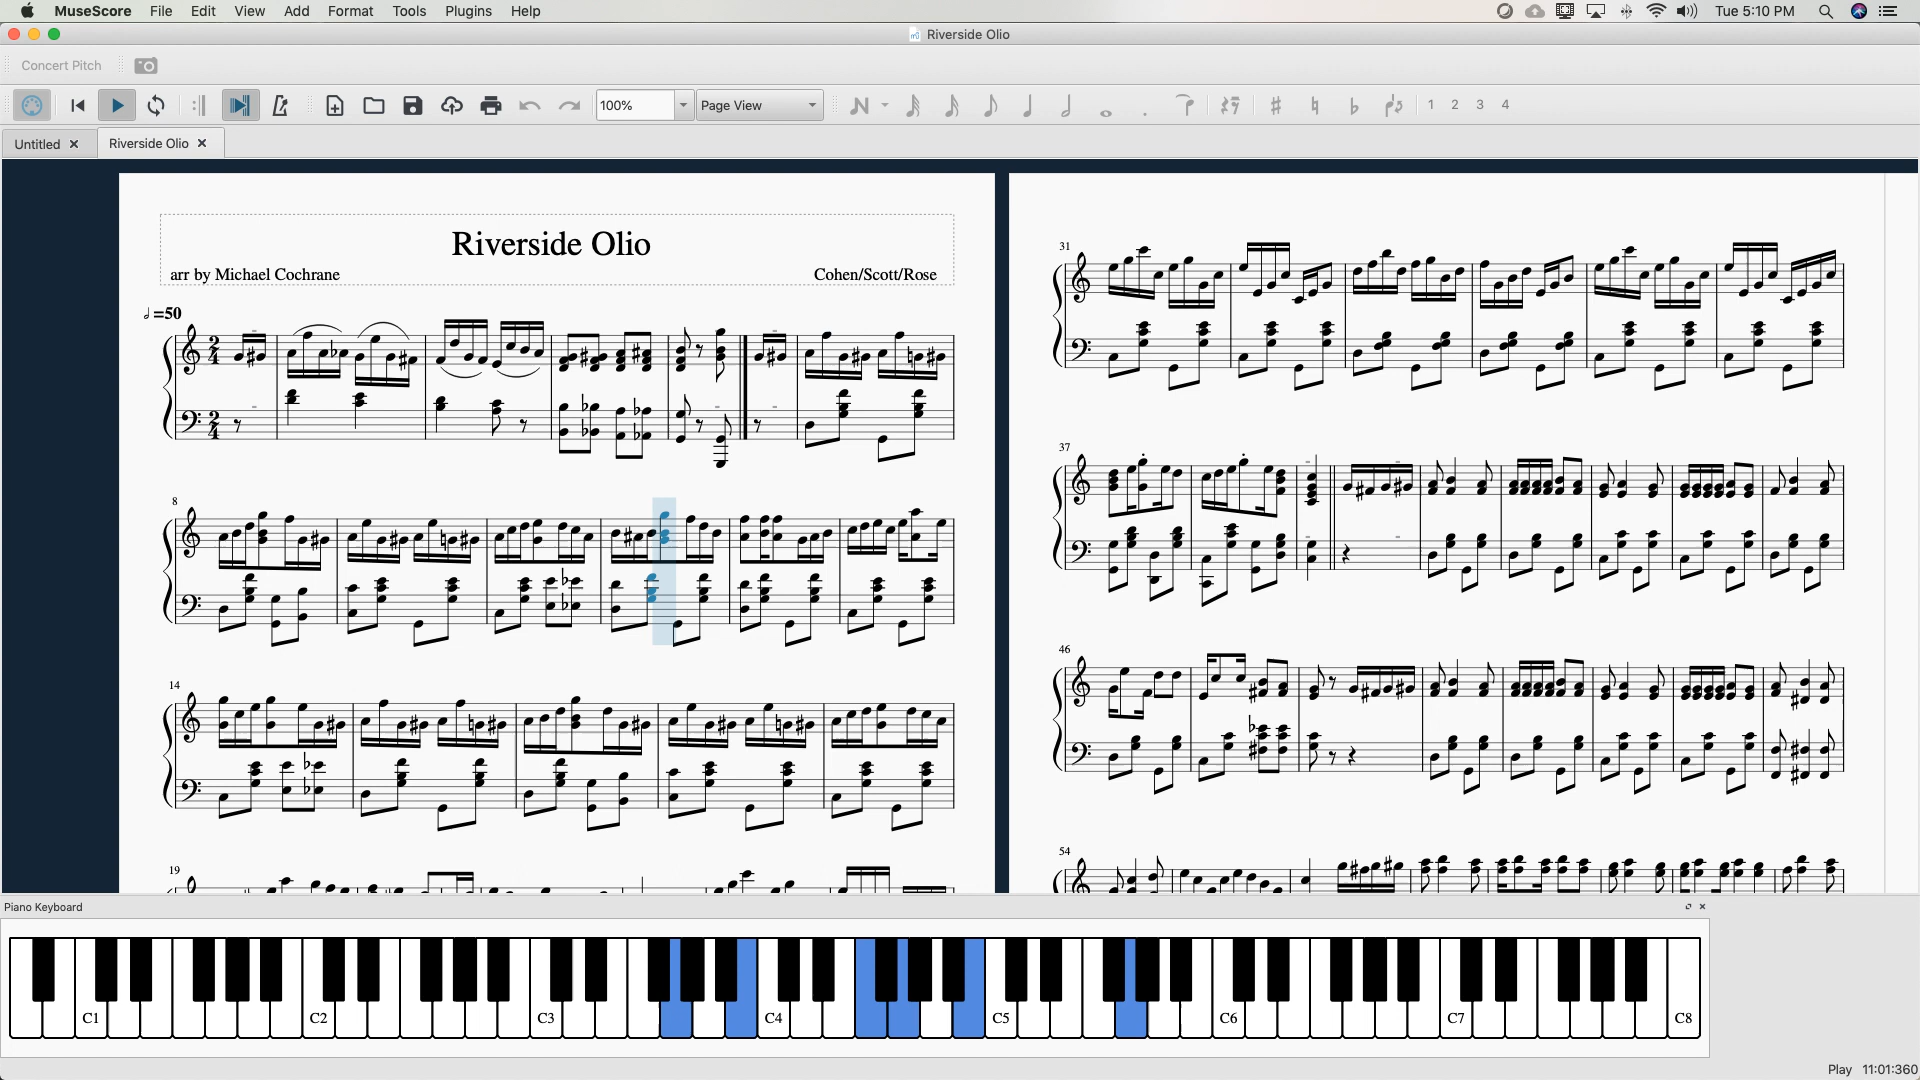 MuseScore File Edit View Add Format Tools Plugins Help Tue 5:10 PM
Riverside Olio
Concert Pitch
100% Page View 1 2 3 4
Untitled Riverside Olio
Riverside Olio
arr by Michael Cochrane Cohen/Scott/Rose
=50
8
14
19
31
37
46
54
Piano Keyboard
C1 C2 C3 C4 C5 C6 C7 C8
Play 11:01:360